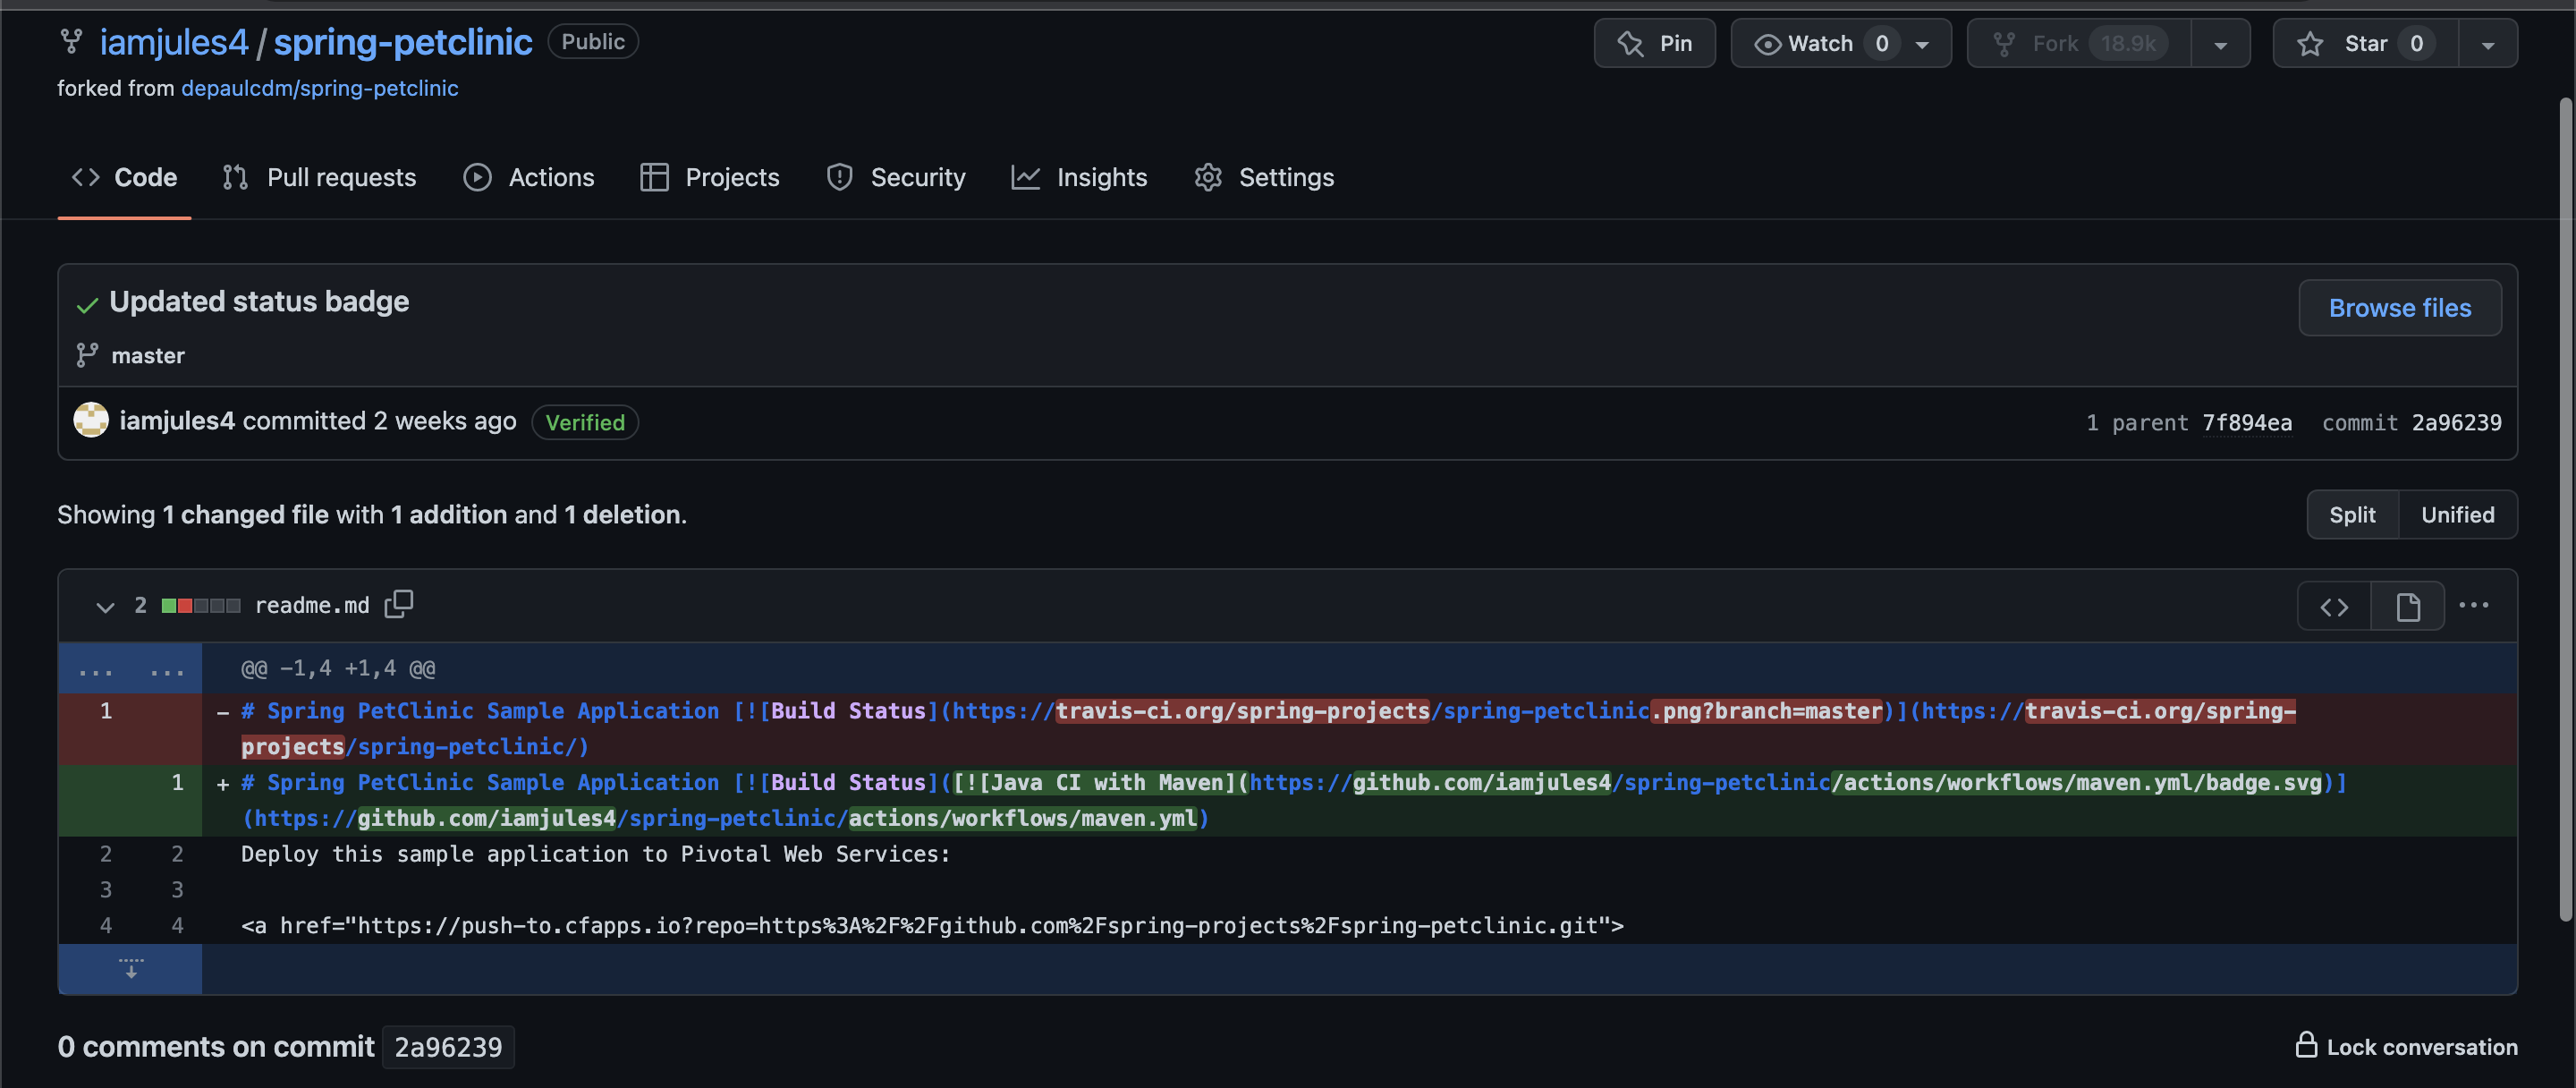 iamjules4 / spring-petclinic Public
Pin Watch 0 Fork 18.9k Star 0
forked from depaulcdm/spring-petclinic
Code Pull requests Actions Projects Security Insights Settings
Updated status badge
Browse files
master
iamjules4 committed 2 weeks ago Verified
1 parent 7f894ea commit 2a96239
Showing 1 changed file with 1 addition and 1 deletion.
Split Unified
2 readme.md
... ... @@ -1,4 +1,4 @@
1 - # Spring PetClinic Sample Application [![Build Status](https://travis-ci.org/spring-projects/spring-petclinic.png?branch=master)](https://travis-ci.org/spring-
projects/spring-petclinic/)
1 + # Spring PetClinic Sample Application [![Build Status]([![Java CI with Maven](https://github.com/iamjules4/spring-petclinic/actions/workflows/maven.yml/badge.svg)]
(https://github.com/iamjules4/spring-petclinic/actions/workflows/maven.yml)
2 2 Deploy this sample application to Pivotal Web Services:
3 3
4 4 <a href="https://push-to.cfapps.io?repo=https%3A%2F%2Fgithub.com%2Fspring-projects%2Fspring-petclinic.git">
0 comments on commit 2a96239
Lock conversation